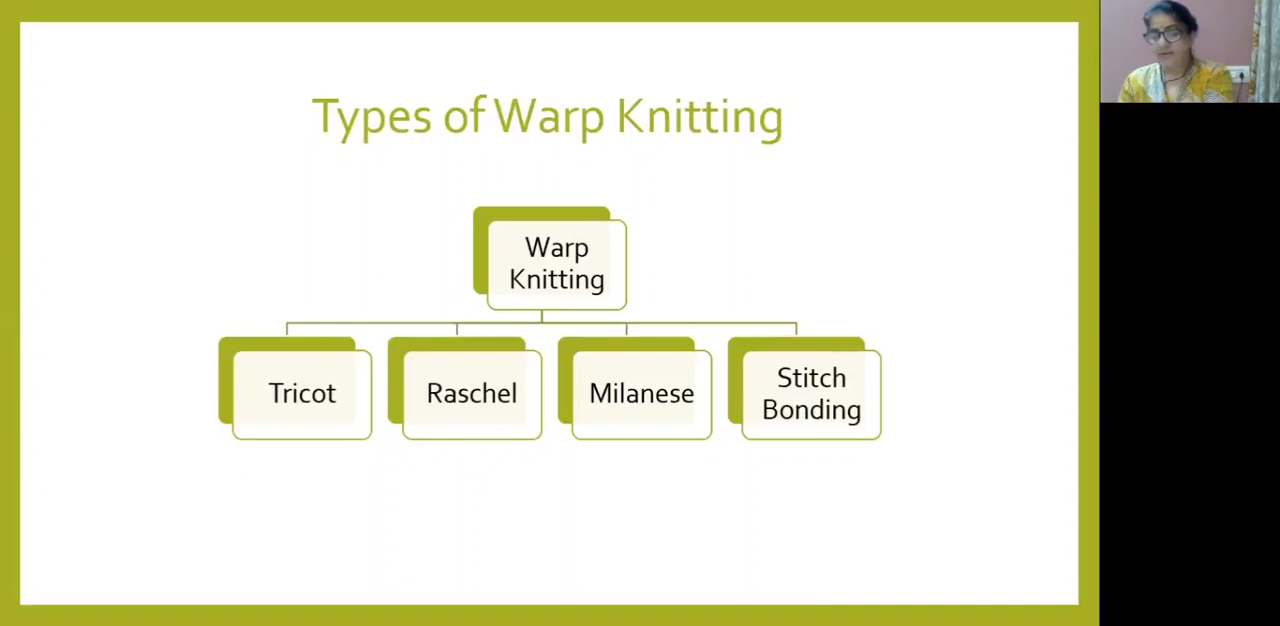 Types of Warp Knitting
Warp
Knitting
Tricot
Raschel
Milanese
Stitch
Bonding